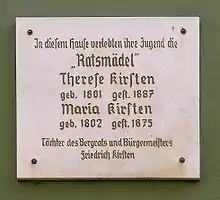 In diesem Hause verlebten ihre Jugend die
„Ratsmädel"
Therese Kirsten
geb. 1801 gest. 1887
Maria Kirsten
geb. 1802 gest. 1875
Töchter des Bergrats und Bürgermeisters
Friedrich Kirsten